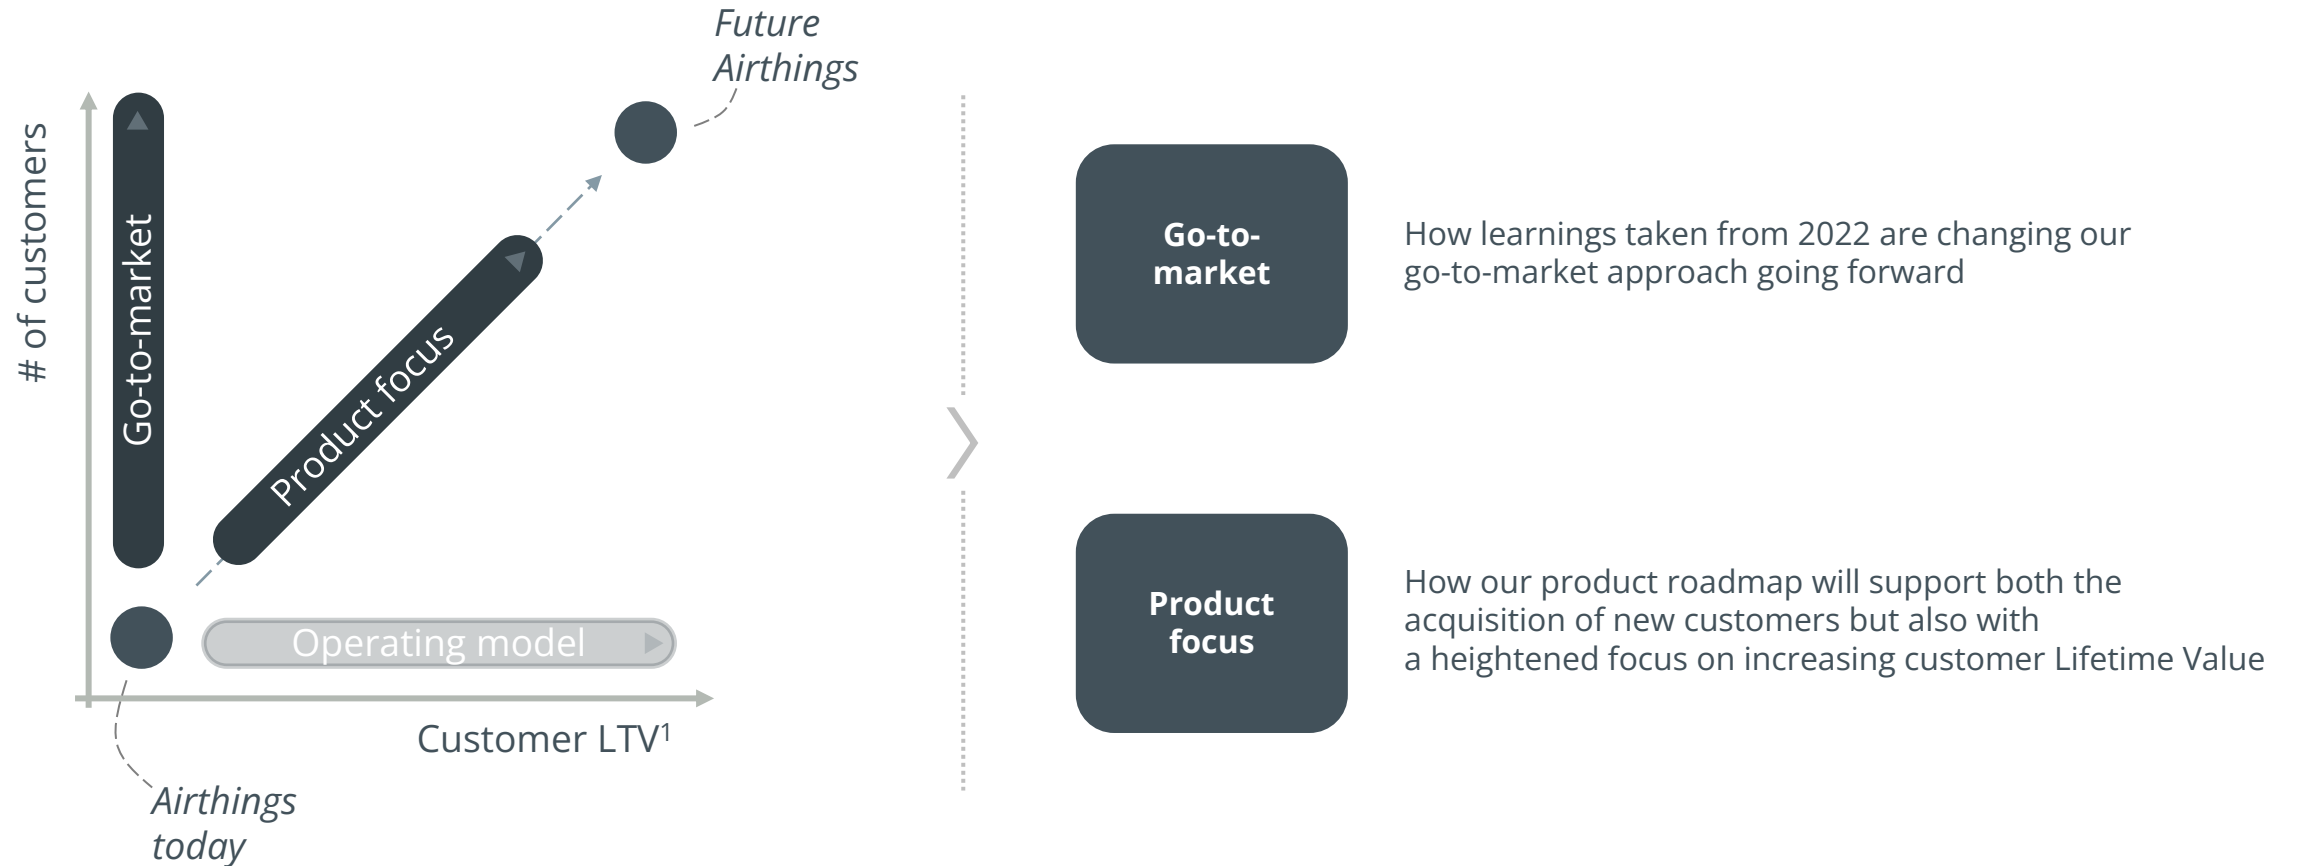 Future
Airthings
# of customers
Go-to-market
Product focus
Operating model
Customer LTV¹
Airthings
today
Go-to-
market
How learnings taken from 2022 are changing our
go-to-market approach going forward
Product
focus
How our product roadmap will support both the
acquisition of new customers but also with
a heightened focus on increasing customer Lifetime Value